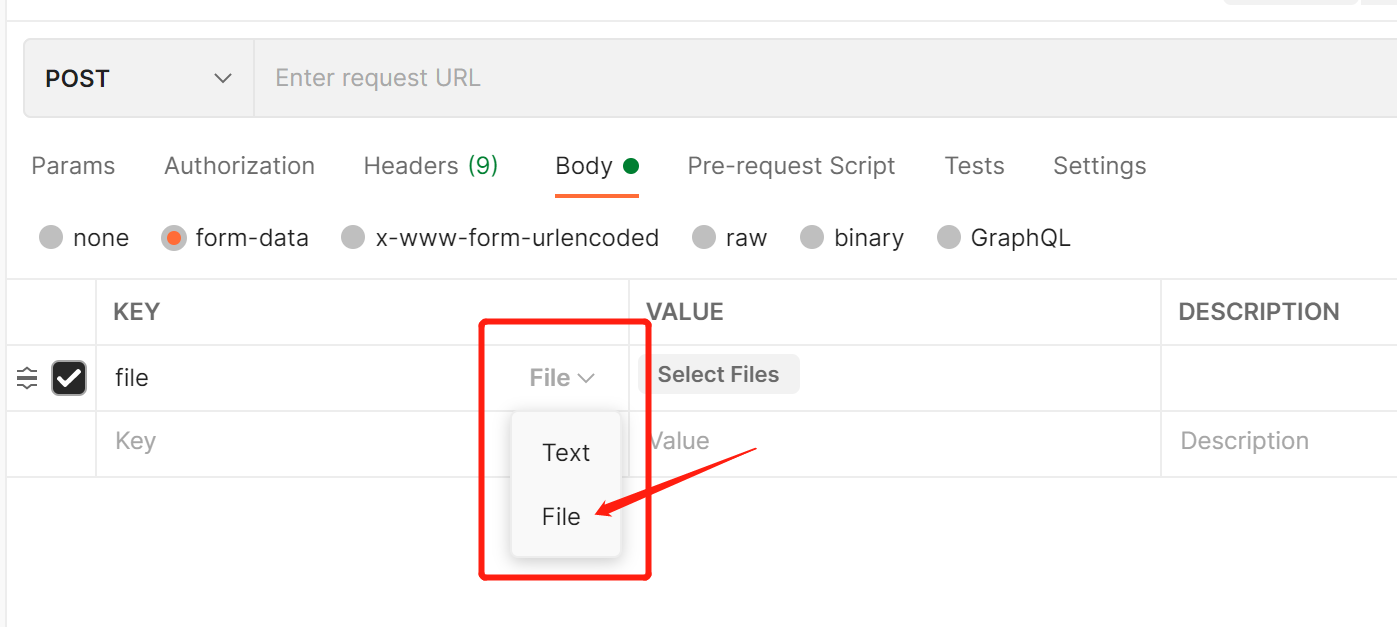 POST Enter request URL
Params Authorization Headers (9) Body Pre-request Script Tests Settings
none form-data x-www-form-urlencoded raw binary GraphQL
KEY VALUE DESCRIPTION
file File Select Files
Key Value Description
Text
File